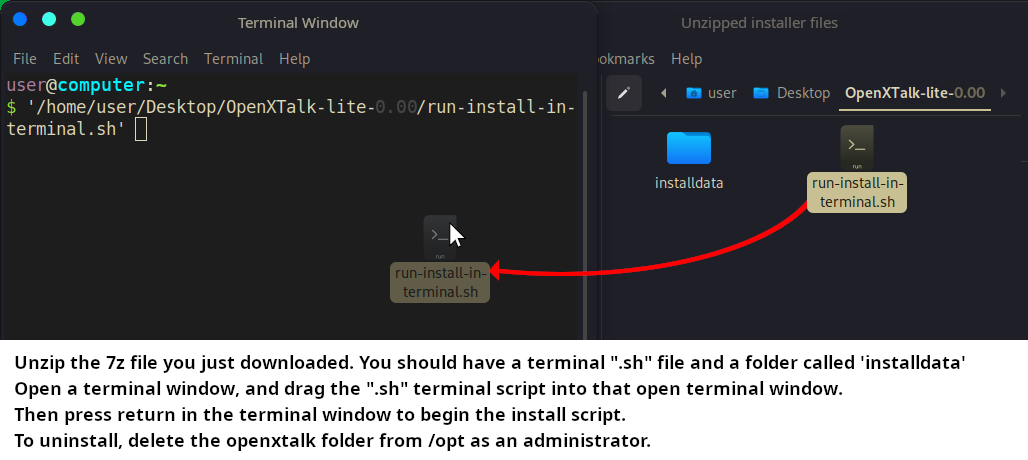 Terminal Window
File Edit View Search Terminal Help
user@computer:~
$ '/home/user/Desktop/OpenXTalk-lite-0.00/run-install-in-
terminal.sh'
>_
run
run-install-in-
terminal.sh
Unzipped installer files
okmarks Help
user Desktop OpenXTalk-lite-0.00
installdata
>_
run
run-install-in-
terminal.sh
Unzip the 7z file you just downloaded. You should have a terminal ".sh" file and a folder called 'installdata'
Open a terminal window, and drag the ".sh" terminal script into that open terminal window.
Then press return in the terminal window to begin the install script.
To uninstall, delete the openxtalk folder from /opt as an administrator.